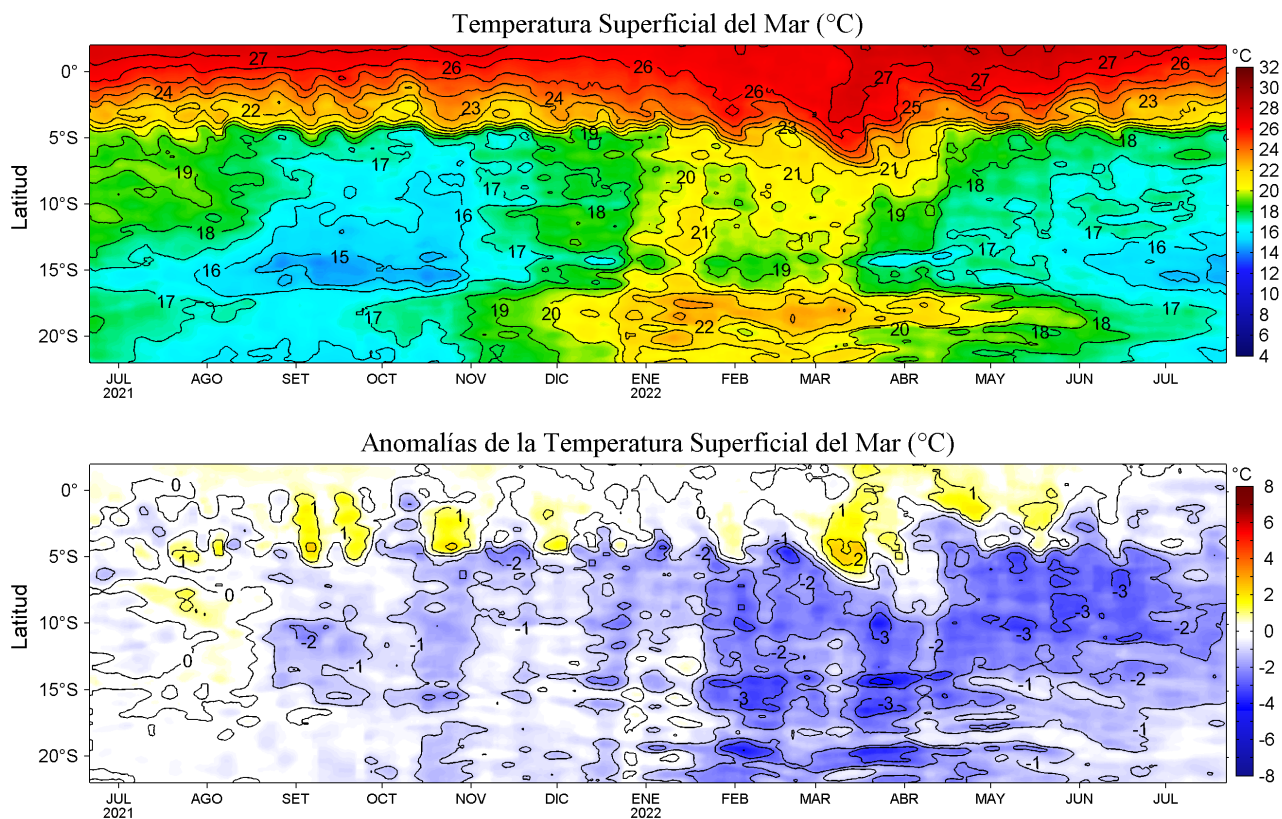 Temperatura Superficial del Mar (°C)
27 26 26 27 27 27 26
24 22 23 24 26 25 23
23
19 17 19 20 21 21 18 18
18 17 16 18 21 19 17 16
16 15 17 19
17 17 19 20 22 20 18 18 17
0°
5°S
10°S
15°S
20°S
Latitud
JUL AGO SET OCT NOV DIC ENE FEB MAR ABR MAY JUN JUL
2021 2022
°C
32
30
28
26
24
22
20
18
16
14
12
10
8
6
4
Anomalías de la Temperatura Superficial del Mar (°C)
0 1 1 1 0 -1 1 1
1 -2 -2 -2 2
0 -3 -3
-2 -1 -1 -2 -3 -3 -2
0 -1 -3 -3 -1 -2
-1 -1 -1
0°
5°S
10°S
15°S
20°S
Latitud
JUL AGO SET OCT NOV DIC ENE FEB MAR ABR MAY JUN JUL
2021 2022
°C
8
6
4
2
0
-2
-4
-6
-8